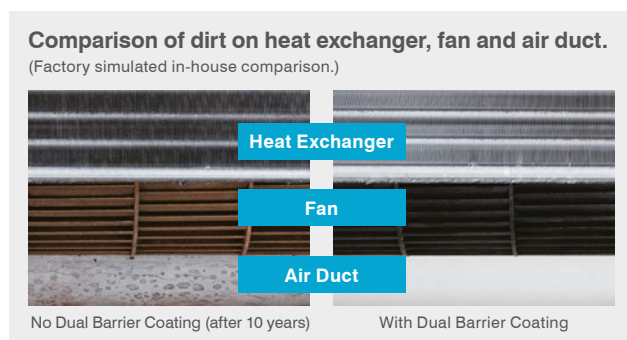 Comparison of dirt on heat exchanger, fan and air duct.
(Factory simulated in-house comparison.)
Heat Exchanger
Fan
Air Duct
No Dual Barrier Coating (after 10 years)
With Dual Barrier Coating